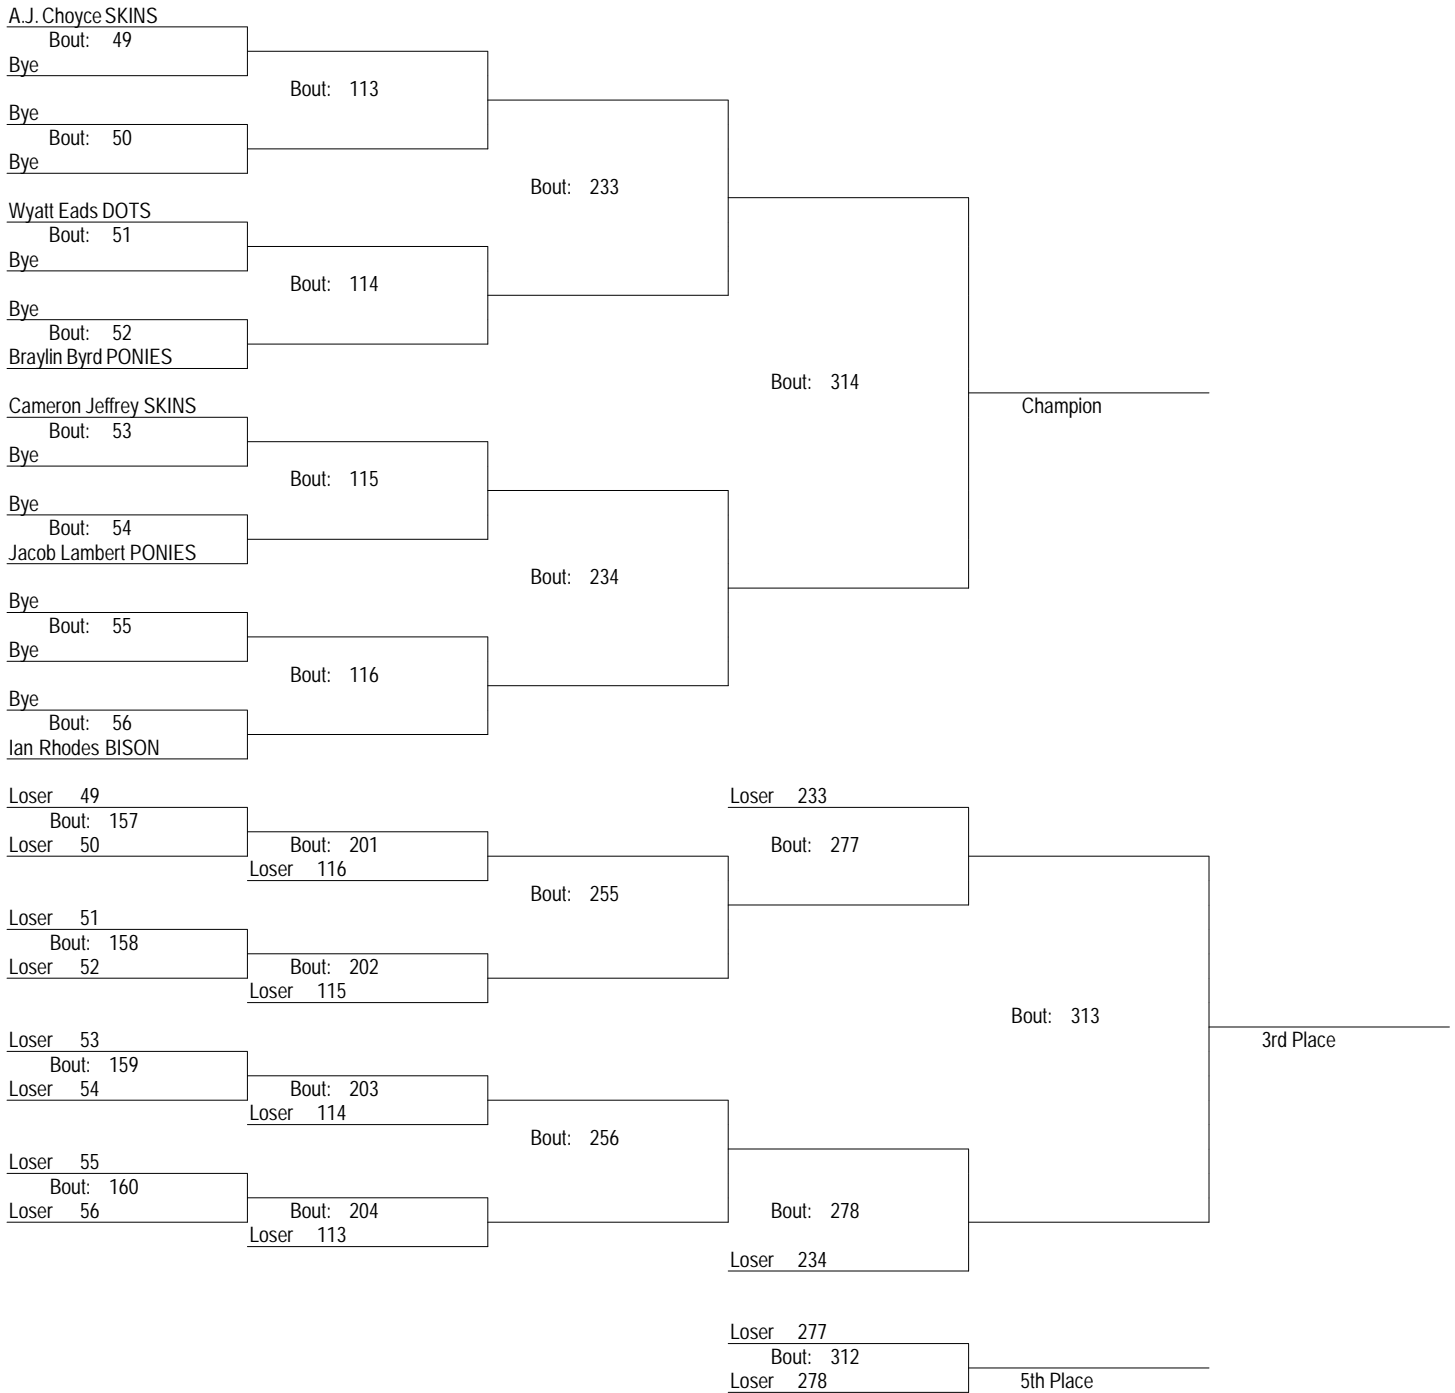 A.J. Choyce SKINS
Bout: 49
Bye
Bout: 113
Bye
Bout: 50
Bye
Bout: 233
Wyatt Eads DOTS
Bout: 51
Bye
Bout: 114
Bye
Bout: 52
Braylin Byrd PONIES
Bout: 314
Champion
Cameron Jeffrey SKINS
Bout: 53
Bye
Bout: 115
Bye
Bout: 54
Jacob Lambert PONIES
Bout: 234
Bye
Bout: 55
Bye
Bout: 116
Bye
Bout: 56
Ian Rhodes BISON
Loser 49
Bout: 157
Loser 50
Bout: 201
Loser 116
Loser 233
Bout: 277
Bout: 255
Loser 51
Bout: 158
Loser 52
Bout: 202
Loser 115
Bout: 313
3rd Place
Loser 53
Bout: 159
Loser 54
Bout: 203
Loser 114
Bout: 256
Loser 55
Bout: 160
Loser 56
Bout: 204
Loser 113
Bout: 278
Loser 234
Loser 277
Bout: 312
Loser 278
5th Place